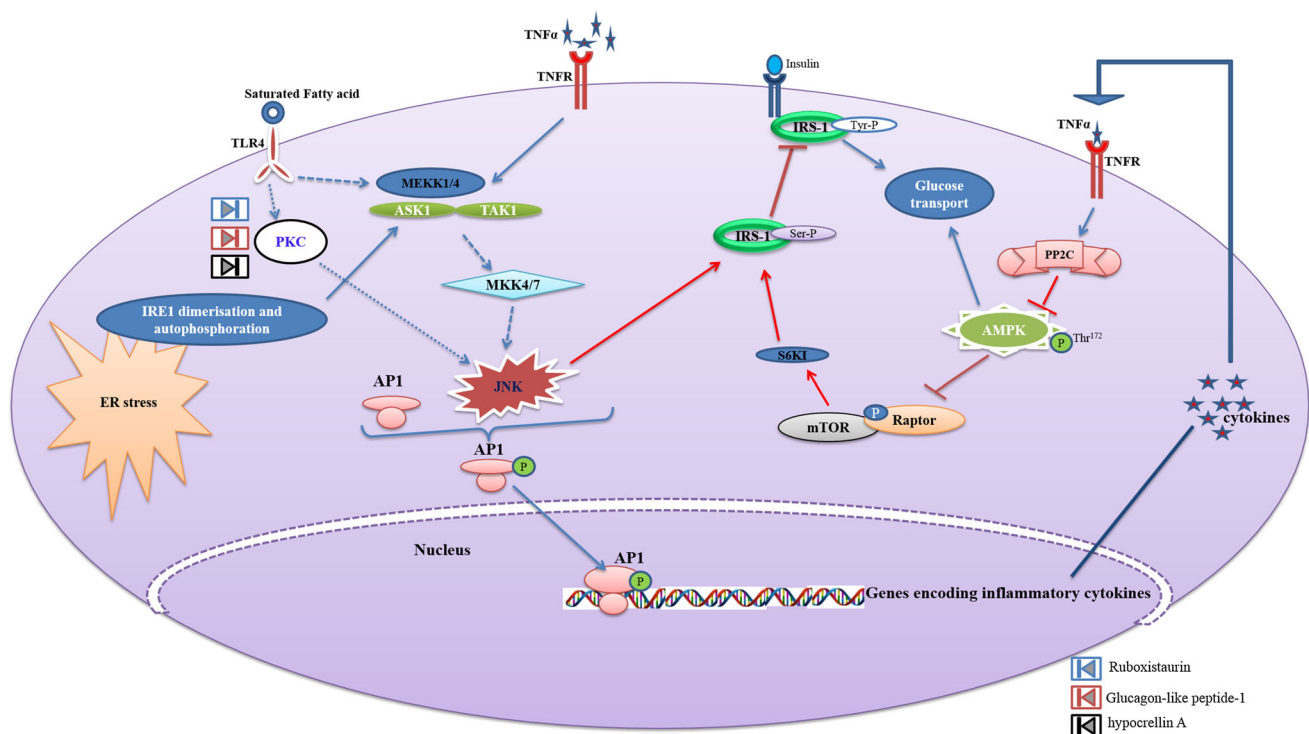 TNFα
TNFR
Saturated Fatty acid
TLR4
Insulin
IRS-1
Tyr-P
TNFα
TNFR
MEKK1/4
ASK1
TAK1
Glucose
transport
PKC
IRS-1
Ser-P
PP2C
MKK4/7
IRE1 dimerisation and
autophosphoration
AMPK
P
Thr172
S6KI
ER stress
JNK
AP1
P
mTOR
Raptor
cytokines
AP1
P
Nucleus
AP1
P
Genes encoding inflammatory cytokines
Ruboxistaurin
Glucagon-like peptide-1
hypocrellin A